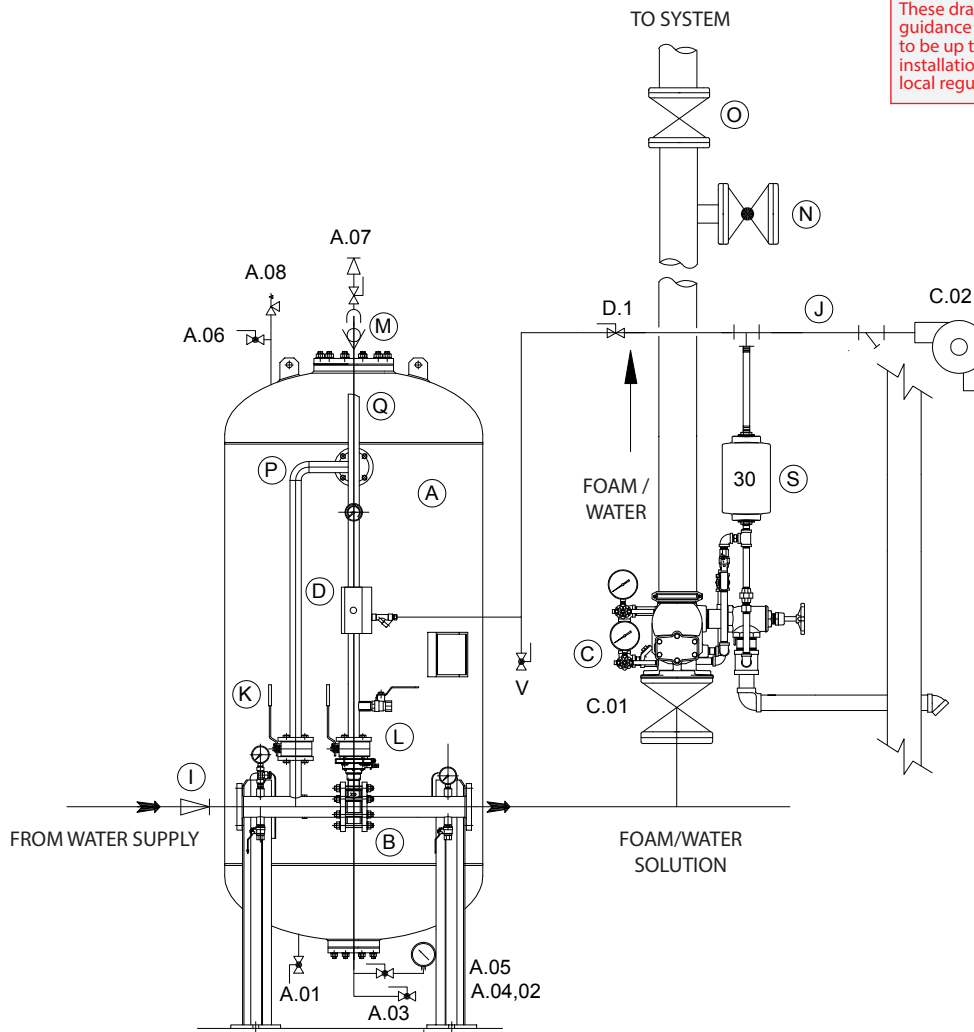 TO SYSTEM
These dra
guidance
to be up t
installatio
local regu
O
N
A.07
A.08
A.06
M
D.1
J
C.02
Q
P
A
30
S
FOAM /
WATER
D
C
V
C.01
K
L
I
B
FROM WATER SUPPLY
FOAM/WATER
SOLUTION
A.05
A.04,02
A.01
A.03